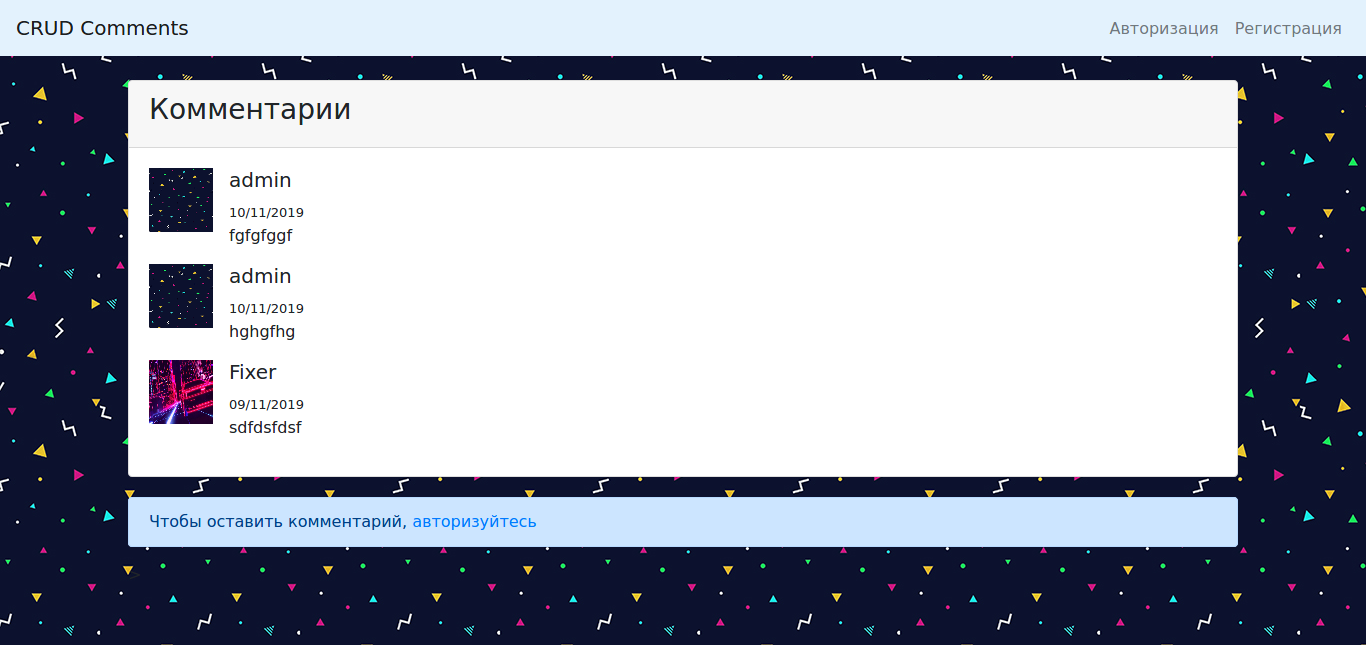 CRUD Comments
Авторизация Регистрация
Комментарии
admin
10/11/2019
fgfgfggf
admin
10/11/2019
hghgfhg
Fixer
09/11/2019
sdfdsfdsf
Чтобы оставить комментарий, авторизуйтесь
>